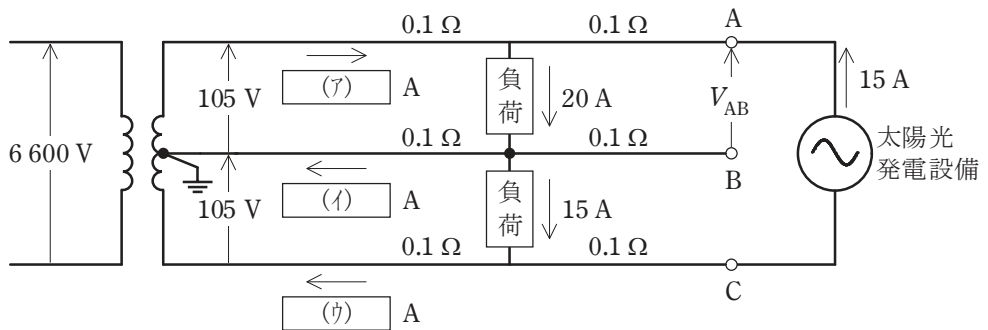 0.1 Ω 0.1 Ω A
(ア) A 負荷 20 A 15 A
105 V V_AB
6 600 V 0.1 Ω 0.1 Ω 太陽光発電設備
B
(イ) A 負荷 15 A
105 V
0.1 Ω 0.1 Ω
C
(ウ) A